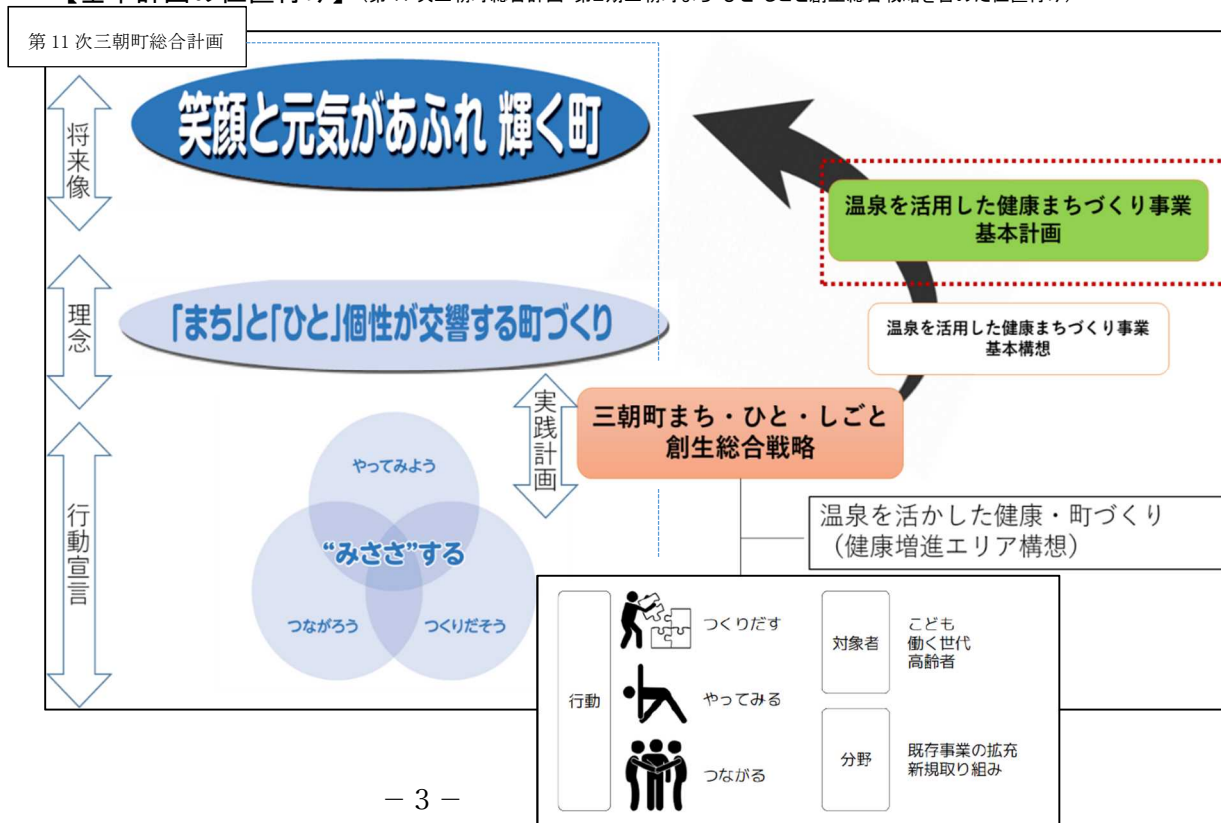 第 11 次三朝町総合計画
将来像
笑顔と元気があふれ 輝く町
温泉を活用した健康まちづくり事業
基本計画
理念
「まち」と「ひと」個性が交響する町づくり
温泉を活用した健康まちづくり事業
基本構想
実践計画
三朝町まち・ひと・しごと
創生総合戦略
行動宣言
やってみよう
“みささ”する
つながろう
つくりだそう
温泉を活かした健康・町づくり
（健康増進エリア構想）
行動
つくりだす
やってみる
つながる
対象者
こども
働く世代
高齢者
分野
既存事業の拡充
新規取り組み
－ 3 －